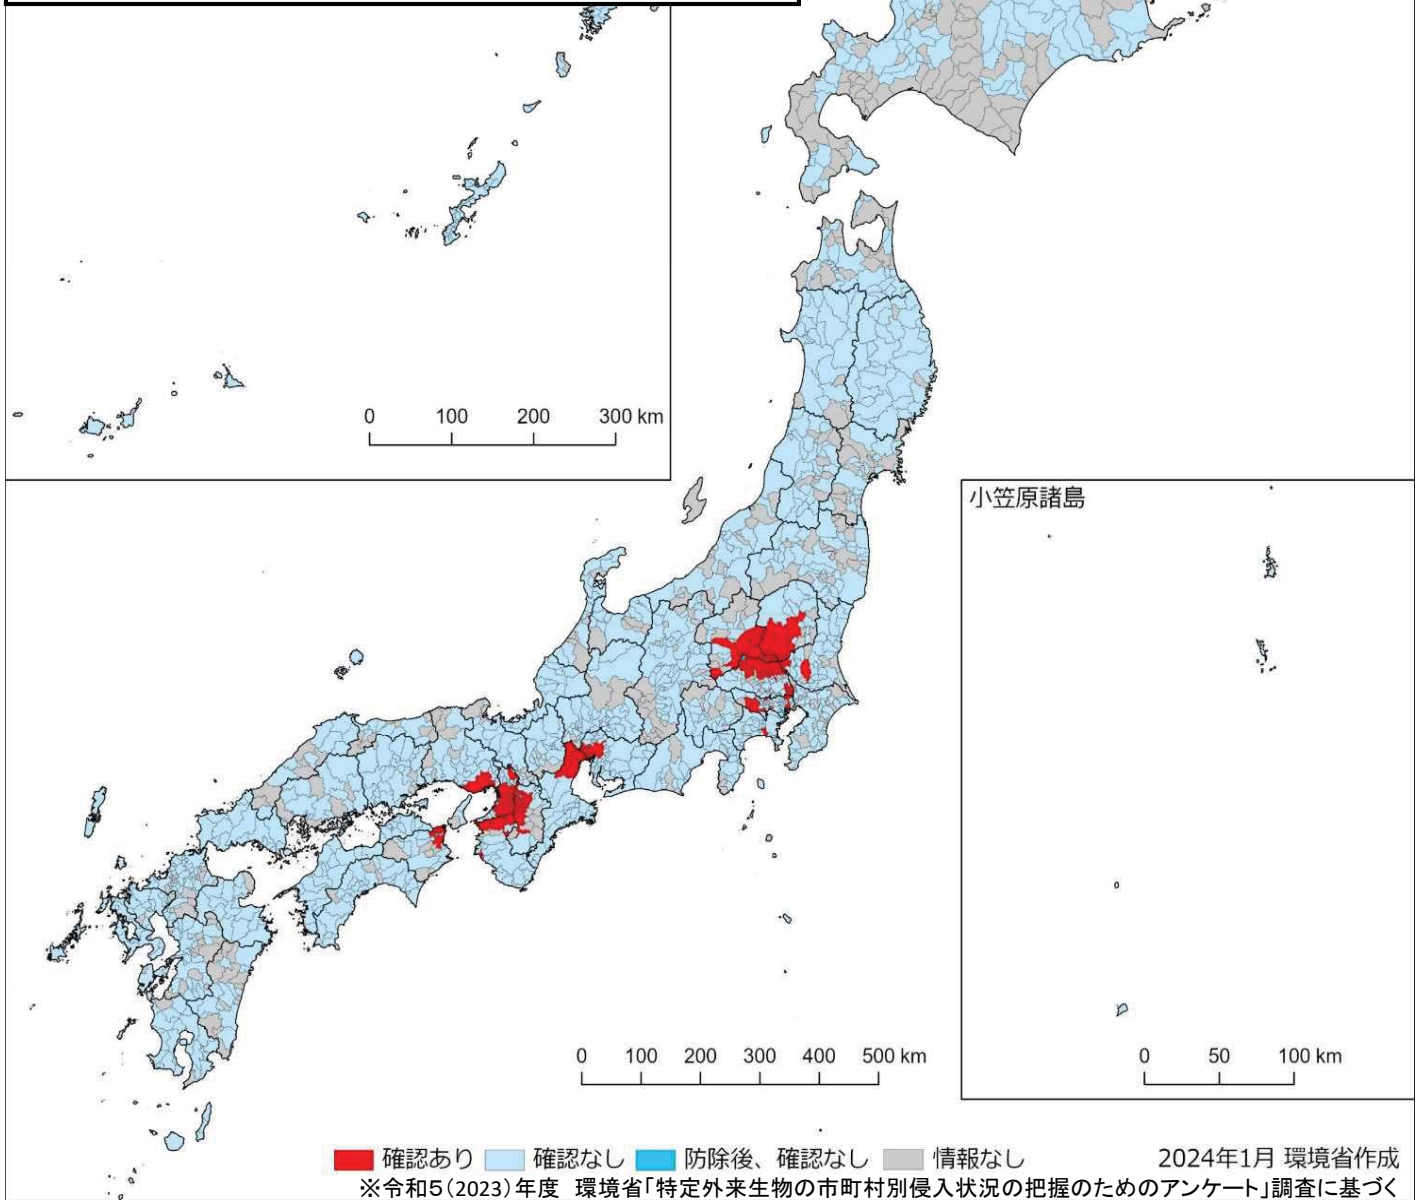 0 100 200 300 km
小笠原諸島
0 100 200 300 400 500 km
0 50 100 km
確認あり 確認なし 防除後、確認なし 情報なし 2024年1月 環境省作成
※令和5(2023)年度 環境省「特定外来生物の市町村別侵入状況の把握のためのアンケート」調査に基づく